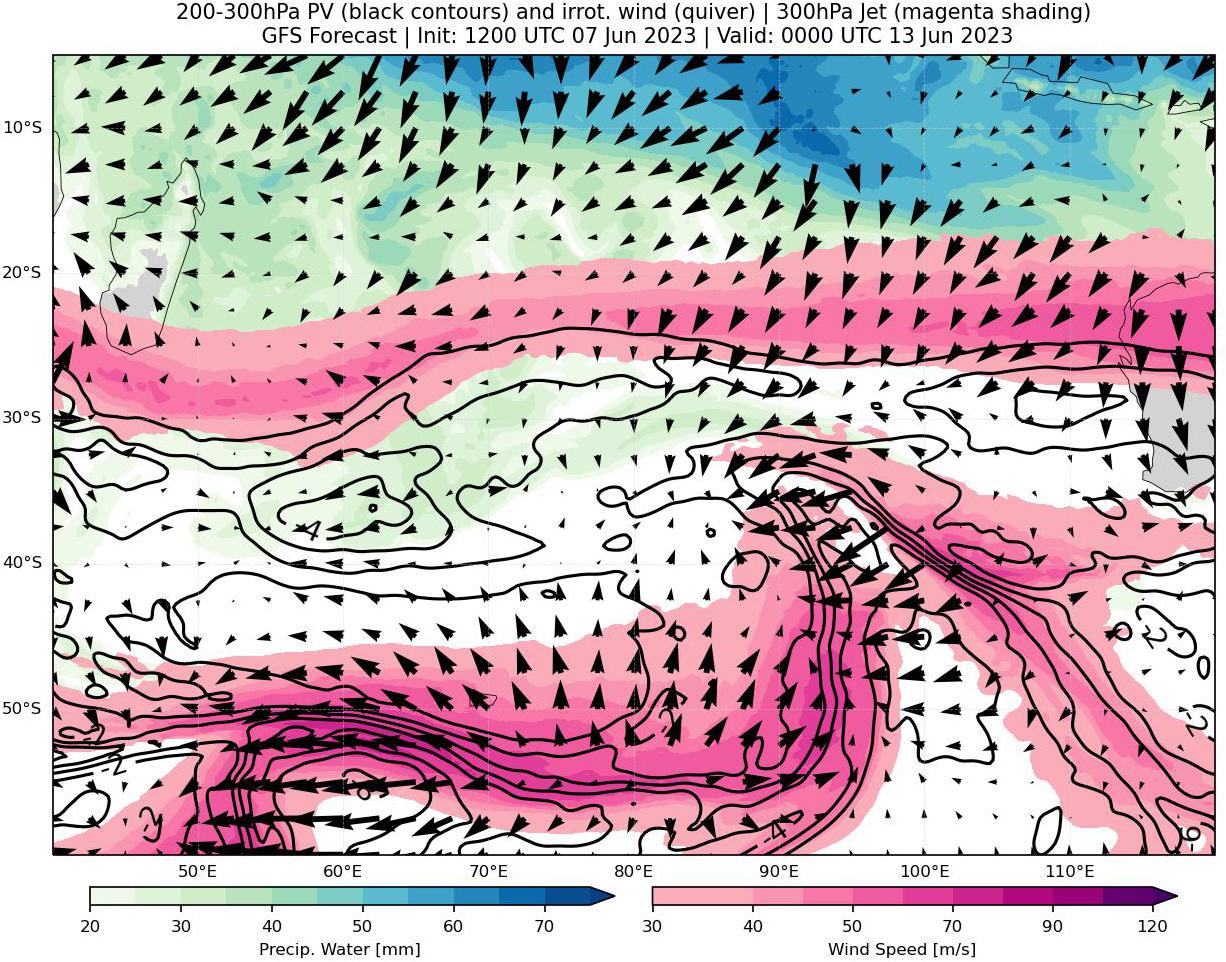 200-300hPa PV (black contours) and irrot. wind (quiver) | 300hPa Jet (magenta shading)
GFS Forecast | Init: 1200 UTC 07 Jun 2023 | Valid: 0000 UTC 13 Jun 2023
10°S
20°S
30°S
-4
40°S
-2
50°S
-2
-2
-2
-2
-4
-6
50°E 60°E 70°E 80°E 90°E 100°E 110°E
20 30 40 50 60 70
30 40 50 70 90 120
Precip. Water [mm]
Wind Speed [m/s]